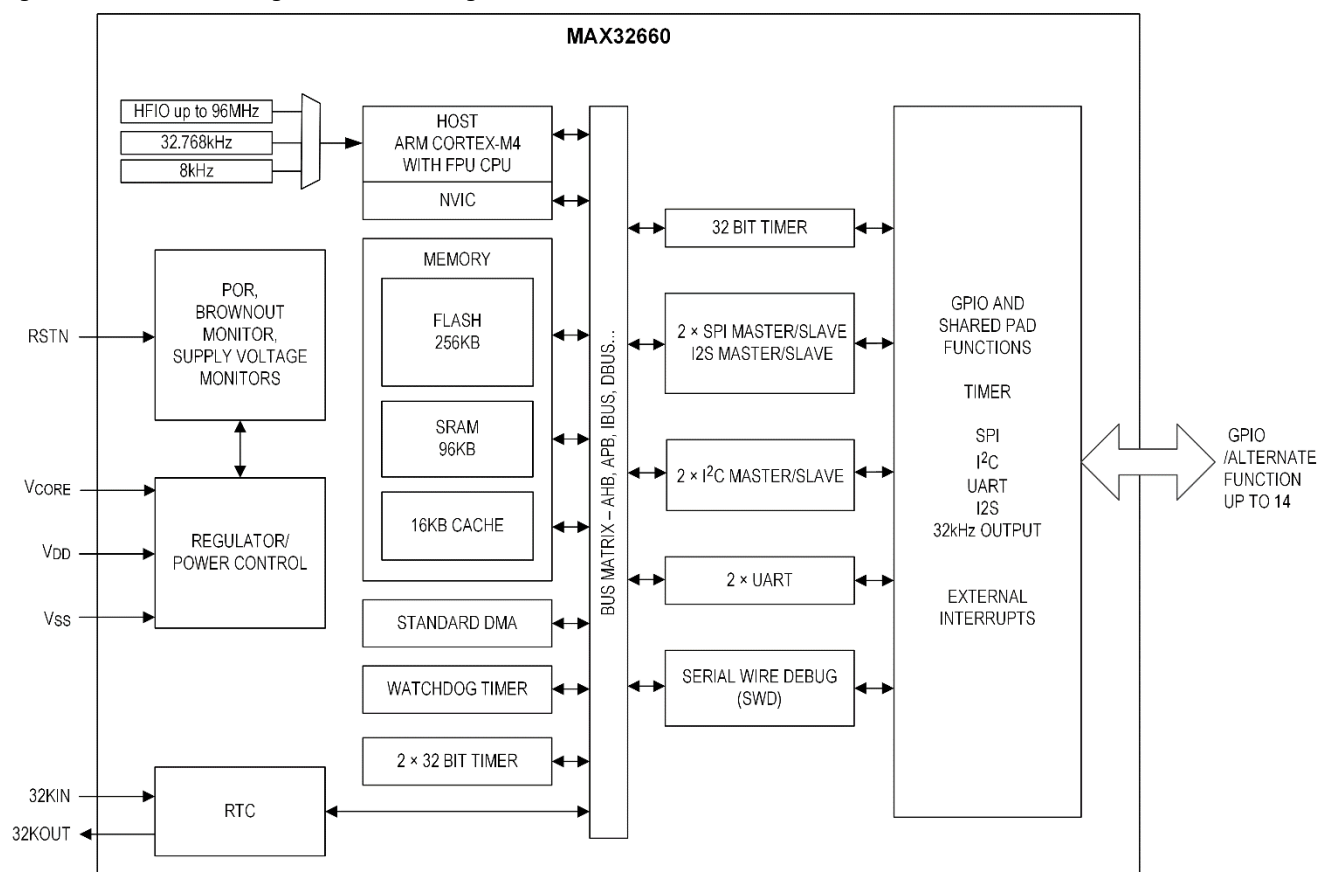 MAX32660
HFIO up to 96MHz
32.768kHz
8kHz
HOST
ARM CORTEX-M4
WITH FPU CPU
NVIC
MEMORY
FLASH
256KB
SRAM
96KB
16KB CACHE
STANDARD DMA
WATCHDOG TIMER
2 × 32 BIT TIMER
RSTN
POR,
BROWNOUT
MONITOR,
SUPPLY VOLTAGE
MONITORS
VCORE
VDD
VSS
REGULATOR/
POWER CONTROL
32KIN
32KOUT
RTC
BUS MATRIX – AHB, APB, IBUS, DBUS...
32 BIT TIMER
2 × SPI MASTER/SLAVE
I2S MASTER/SLAVE
2 × I²C MASTER/SLAVE
2 × UART
SERIAL WIRE DEBUG
(SWD)
GPIO AND
SHARED PAD
FUNCTIONS
TIMER
SPI
I²C
UART
I2S
32kHz OUTPUT
EXTERNAL
INTERRUPTS
GPIO
/ALTERNATE
FUNCTION
UP TO 14